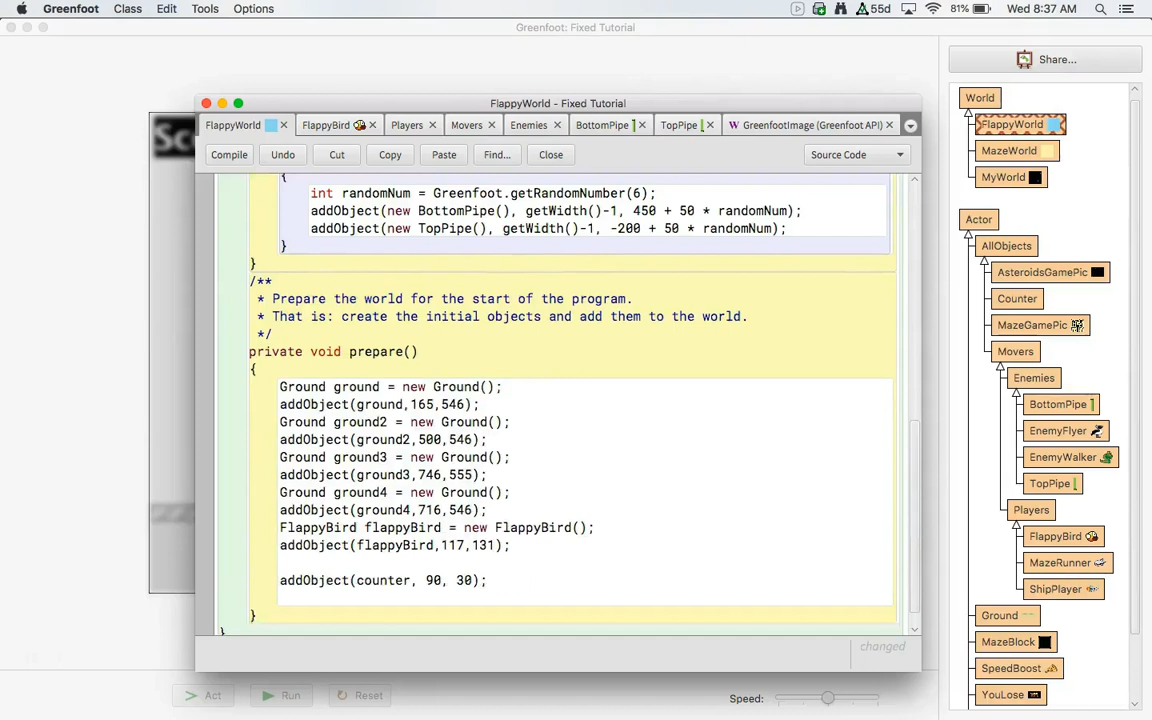 Greenfoot Class Edit Tools Options 55d 81% Wed 8:37 AM
Greenfoot: Fixed Tutorial
Share...
World
FlappyWorld
MazeWorld
MyWorld
Actor
AllObjects
AsteroidsGamePic
Counter
MazeGamePic
Movers
Enemies
BottomPipe
EnemyFlyer
EnemyWalker
TopPipe
Players
FlappyBird
MazeRunner
ShipPlayer
Ground
MazeBlock
SpeedBoost
YouLose
FlappyWorld - Fixed Tutorial
FlappyWorld FlappyBird Players Movers Enemies BottomPipe TopPipe GreenfootImage (Greenfoot API)
Compile Undo Cut Copy Paste Find... Close Source Code
{
int randomNum = Greenfoot.getRandomNumber(6);
addObject(new BottomPipe(), getWidth()-1, 450 + 50 * randomNum);
addObject(new TopPipe(), getWidth()-1, -200 + 50 * randomNum);
}
}
/**
* Prepare the world for the start of the program.
* That is: create the initial objects and add them to the world.
*/
private void prepare()
{
Ground ground = new Ground();
addObject(ground,165,546);
Ground ground2 = new Ground();
addObject(ground2,500,546);
Ground ground3 = new Ground();
addObject(ground3,746,555);
Ground ground4 = new Ground();
addObject(ground4,716,546);
FlappyBird flappyBird = new FlappyBird();
addObject(flappyBird,117,131);
addObject(counter, 90, 30);
}
}
changed
Act Run Reset Speed: